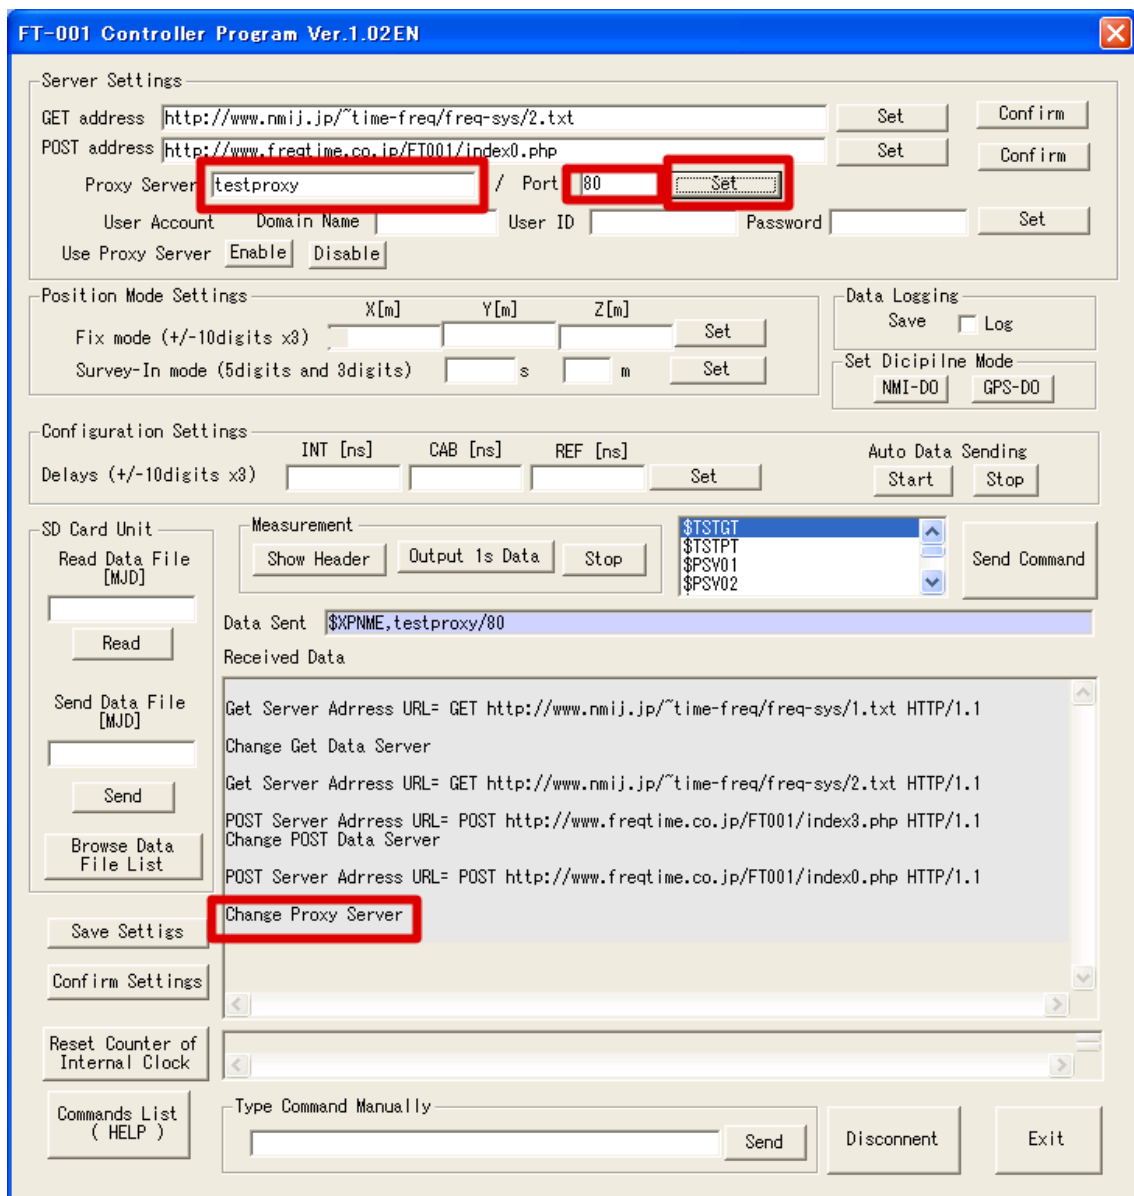 FT-001 Controller Program Ver.1.02EN
Server Settings
GET address http://www.nmij.jp/~time-freq/freq-sys/2.txt Set Confirm
POST address http://www.freqtime.co.jp/FT001/index0.php Set Confirm
Proxy Server testproxy / Port 80 Set
User Account Domain Name User ID Password Set
Use Proxy Server Enable Disable
Position Mode Settings
X[m] Y[m] Z[m]
Fix mode (+/-10digits x3) Set
Survey-In mode (5digits and 3digits) s m Set
Data Logging
Save Log
Set Dicipilne Mode
NMI-DO GPS-DO
Configuration Settings
INT [ns] CAB [ns] REF [ns]
Delays (+/-10digits x3) Set
Auto Data Sending
Start Stop
SD Card Unit
Read Data File
[MJD]
Read
Send Data File
[MJD]
Send
Browse Data
File List
Measurement
Show Header Output 1s Data Stop
$TSTGT
$TSTPT
$PSV01
$PSV02
Send Command
Data Sent $XPNME,testproxy/80
Received Data
Get Server Adrress URL= GET http://www.nmij.jp/~time-freq/freq-sys/1.txt HTTP/1.1
Change Get Data Server
Get Server Adrress URL= GET http://www.nmij.jp/~time-freq/freq-sys/2.txt HTTP/1.1
POST Server Adrress URL= POST http://www.freqtime.co.jp/FT001/index3.php HTTP/1.1
Change POST Data Server
POST Server Adrress URL= POST http://www.freqtime.co.jp/FT001/index0.php HTTP/1.1
Change Proxy Server
Save Settigs
Confirm Settings
Reset Counter of
Internal Clock
Commands List
( HELP )
Type Command Manually
Send
Disconnent
Exit